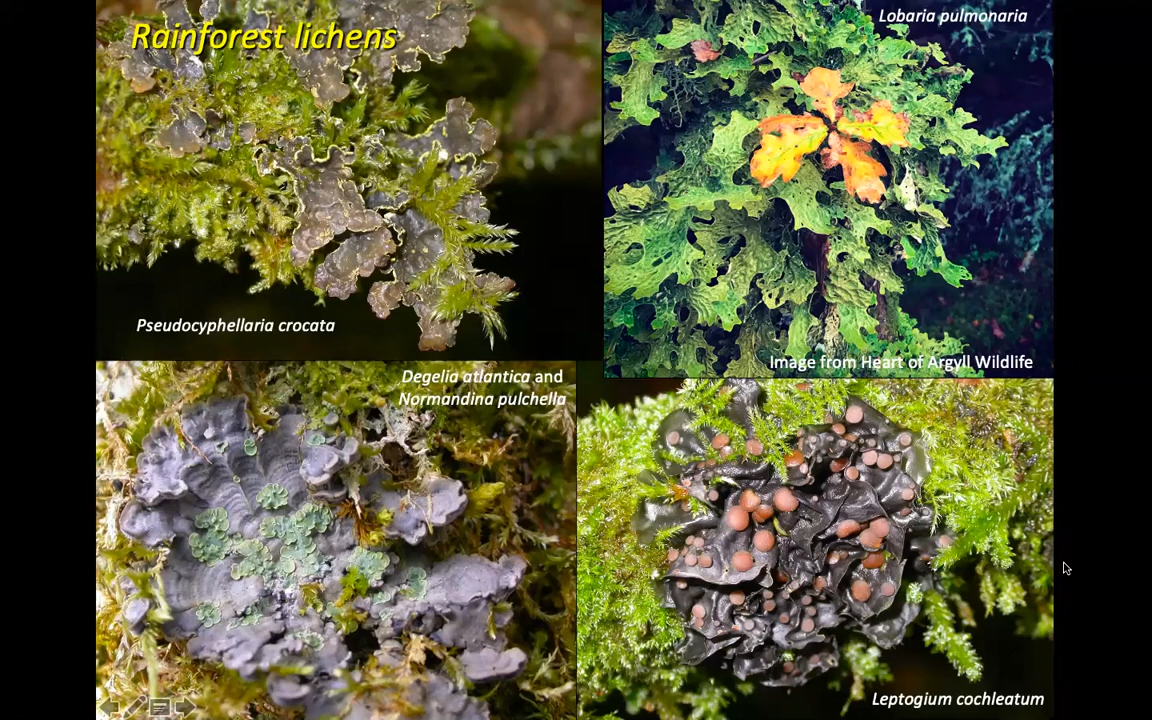 Rainforest lichens
Lobaria pulmonaria
Pseudocyphellaria crocata
Image from Heart of Argyll Wildlife
Degelia atlantica and
Normandina pulchella
Leptogium cochleatum